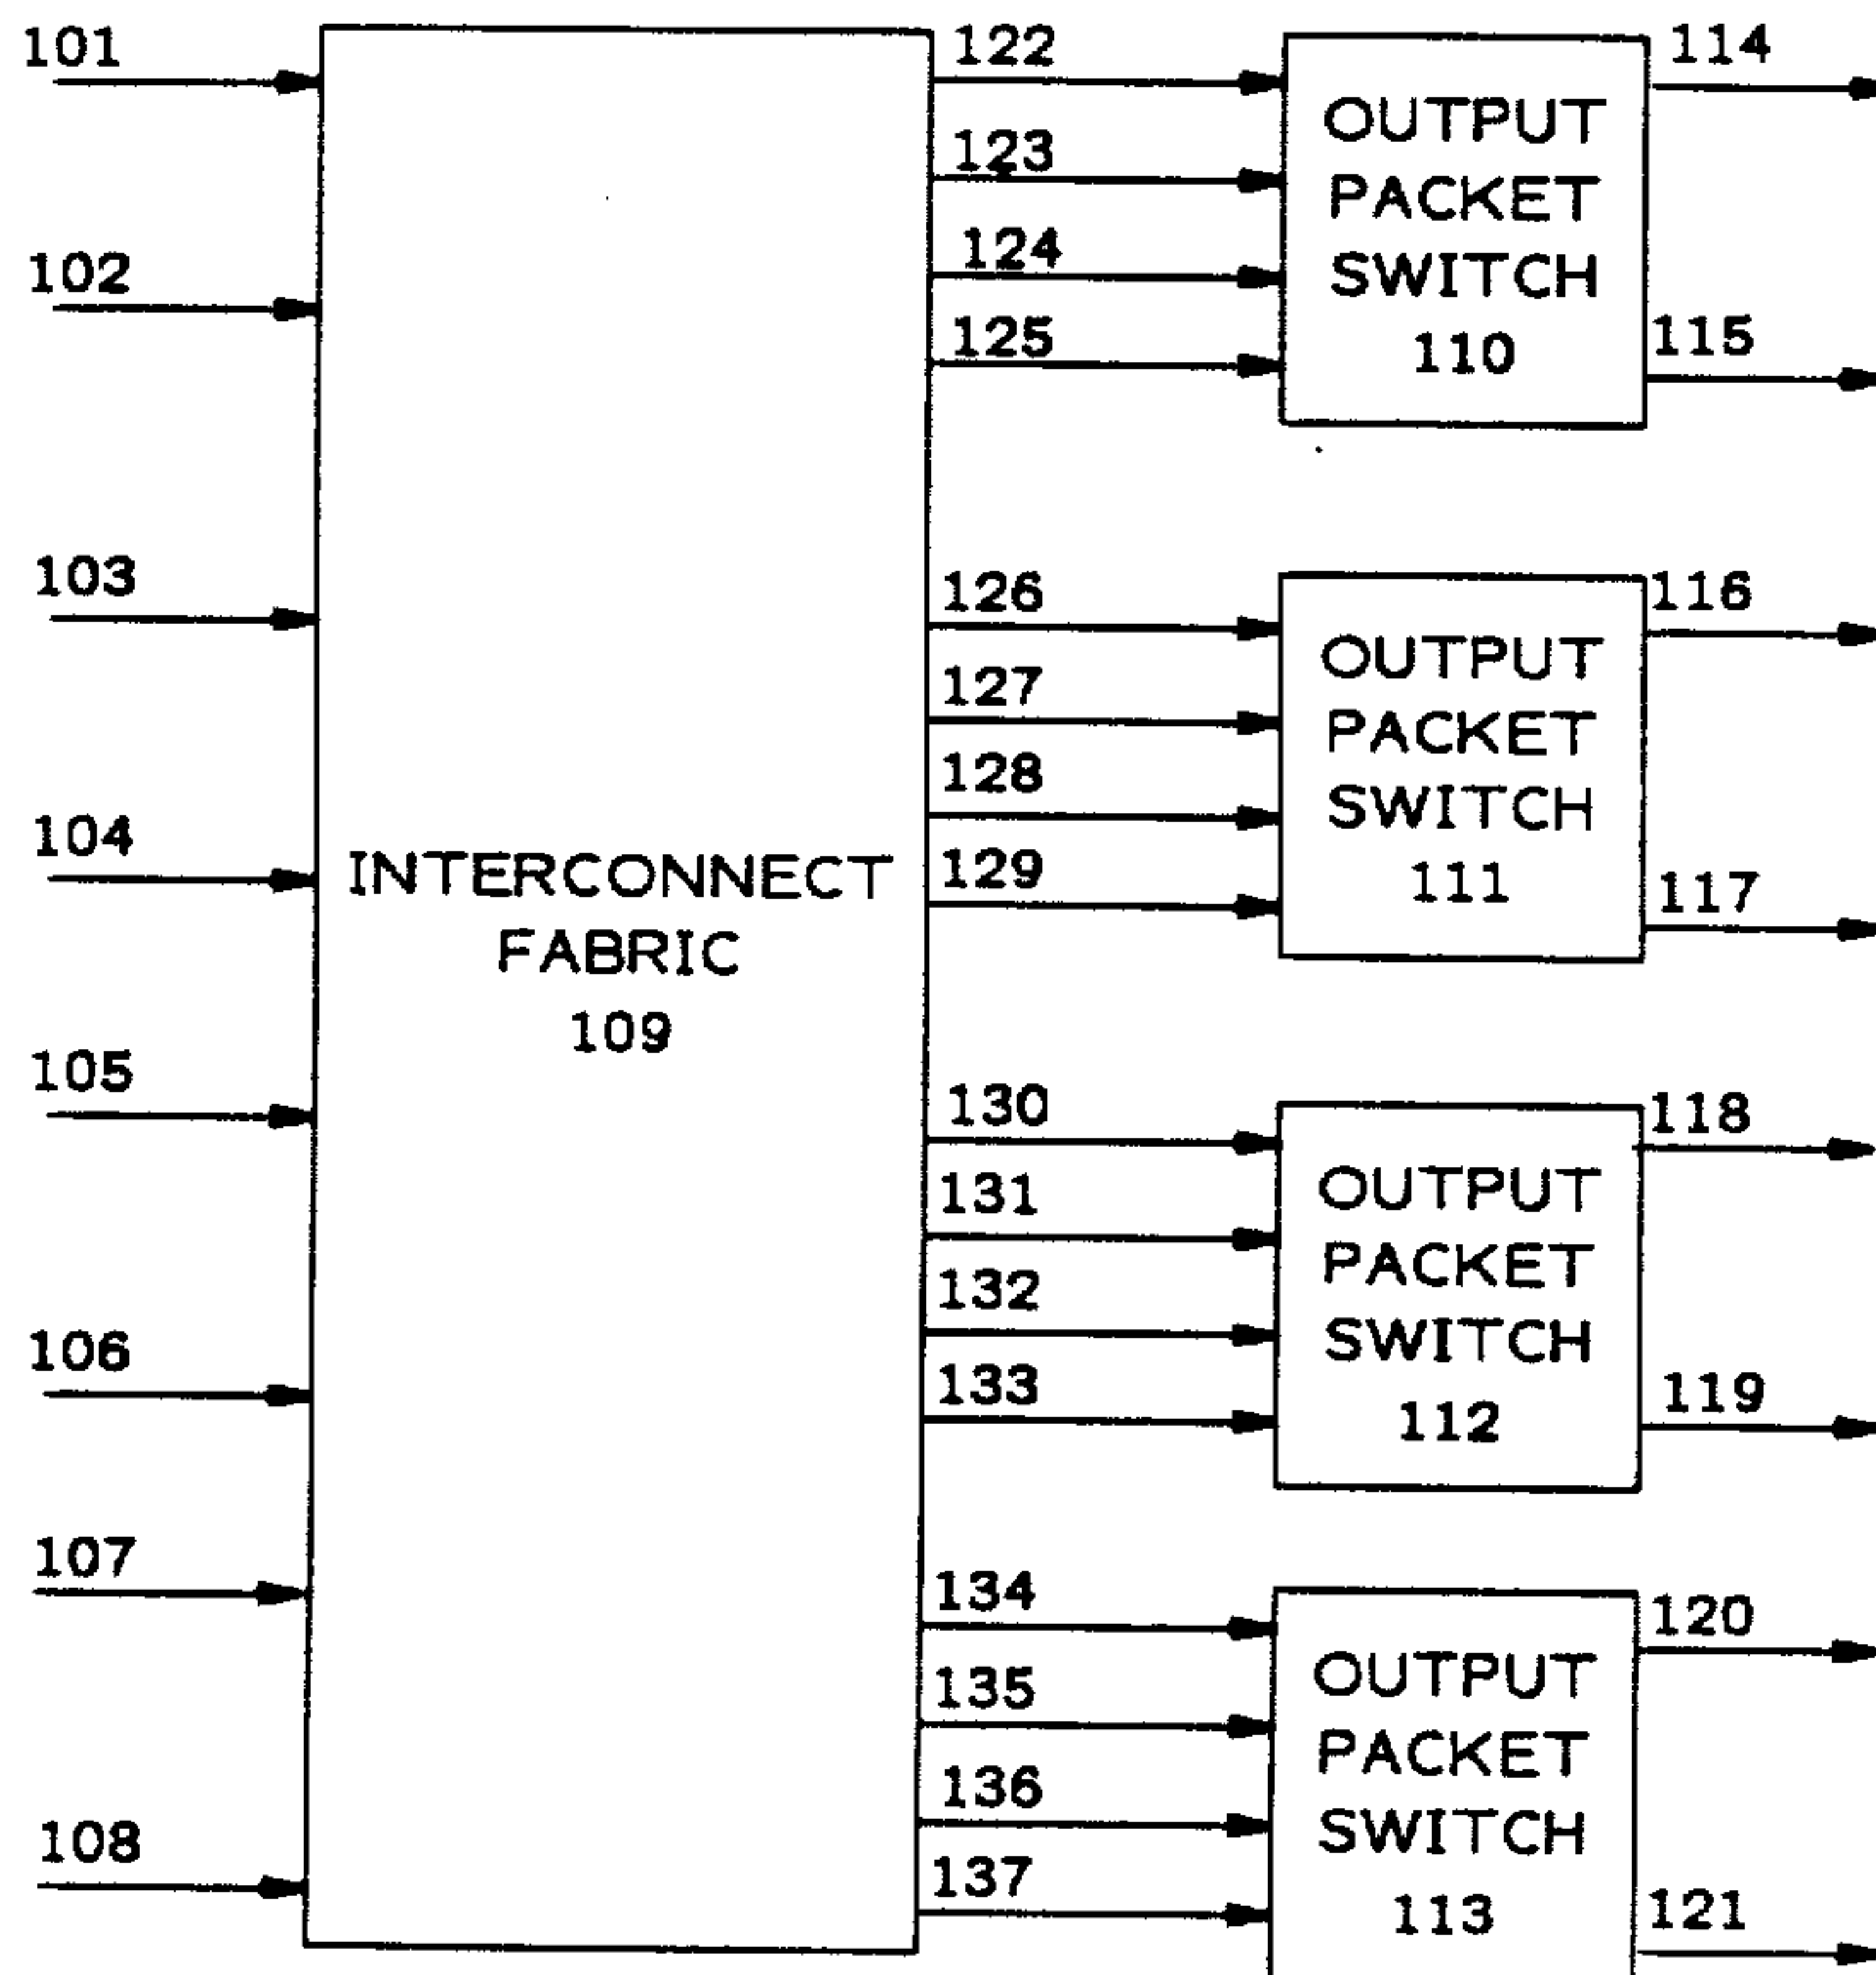 101
102
103
104
105
106
107
108
INTERCONNECT
FABRIC
109
122
123
124
125
126
127
128
129
130
131
132
133
134
135
136
137
OUTPUT
PACKET
SWITCH
110
OUTPUT
PACKET
SWITCH
111
OUTPUT
PACKET
SWITCH
112
OUTPUT
PACKET
SWITCH
113
114
115
116
117
118
119
120
121